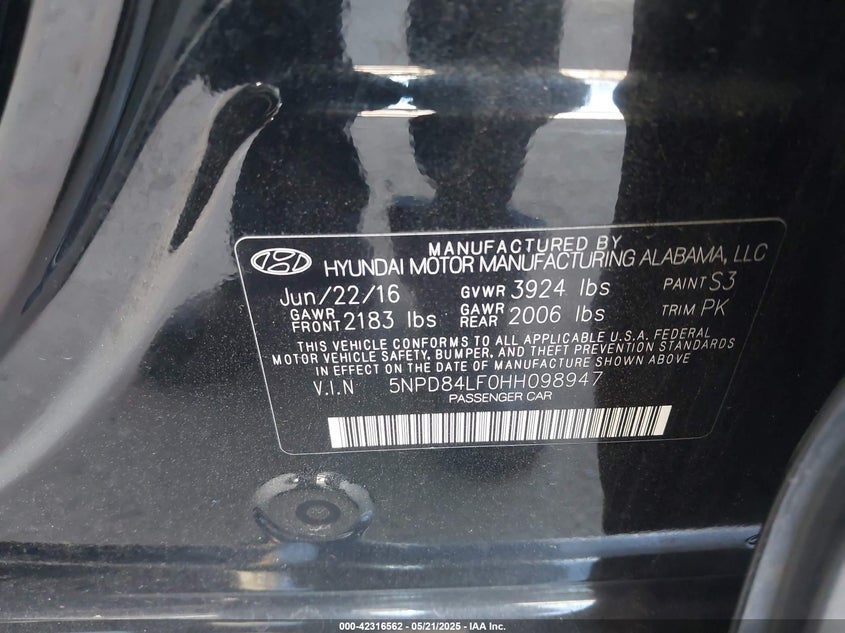 MANUFACTURED BY
HYUNDAI MOTOR MANUFACTURING ALABAMA, LLC
Jun/22/16 GVWR 3924 lbs PAINT S3
GAWR FRONT 2183 lbs GAWR REAR 2006 lbs TRIM PK
THIS VEHICLE CONFORMS TO ALL APPLICABLE U.S.A. FEDERAL
MOTOR VEHICLE SAFETY, BUMPER, AND THEFT PREVENTION STANDARDS
IN EFFECT ON THE DATE OF MANUFACTURE SHOWN ABOVE
V.I.N 5NPD84LF0HH098947
PASSENGER CAR
000-42316562 - 05/21/2025 - IAA Inc.